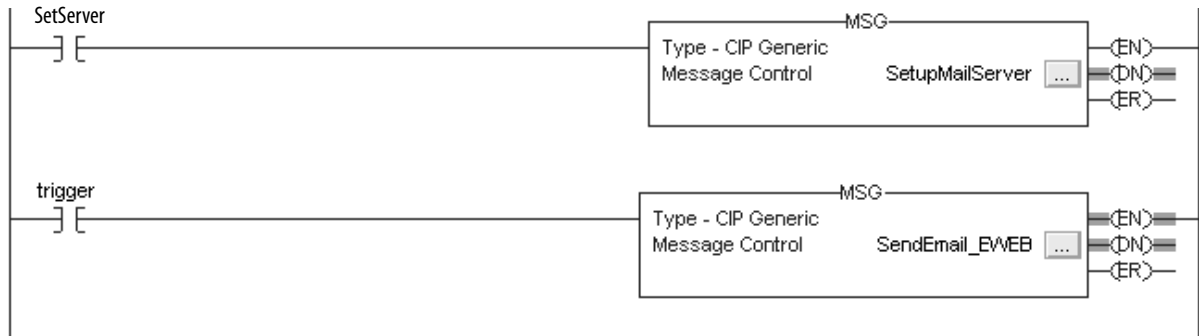 SetServer
MSG
Type - CIP Generic
Message Control SetupMailServer ...
(EN)
(DN)
(ER)
trigger
MSG
Type - CIP Generic
Message Control SendEmail_EWEB ...
(EN)
(DN)
(ER)